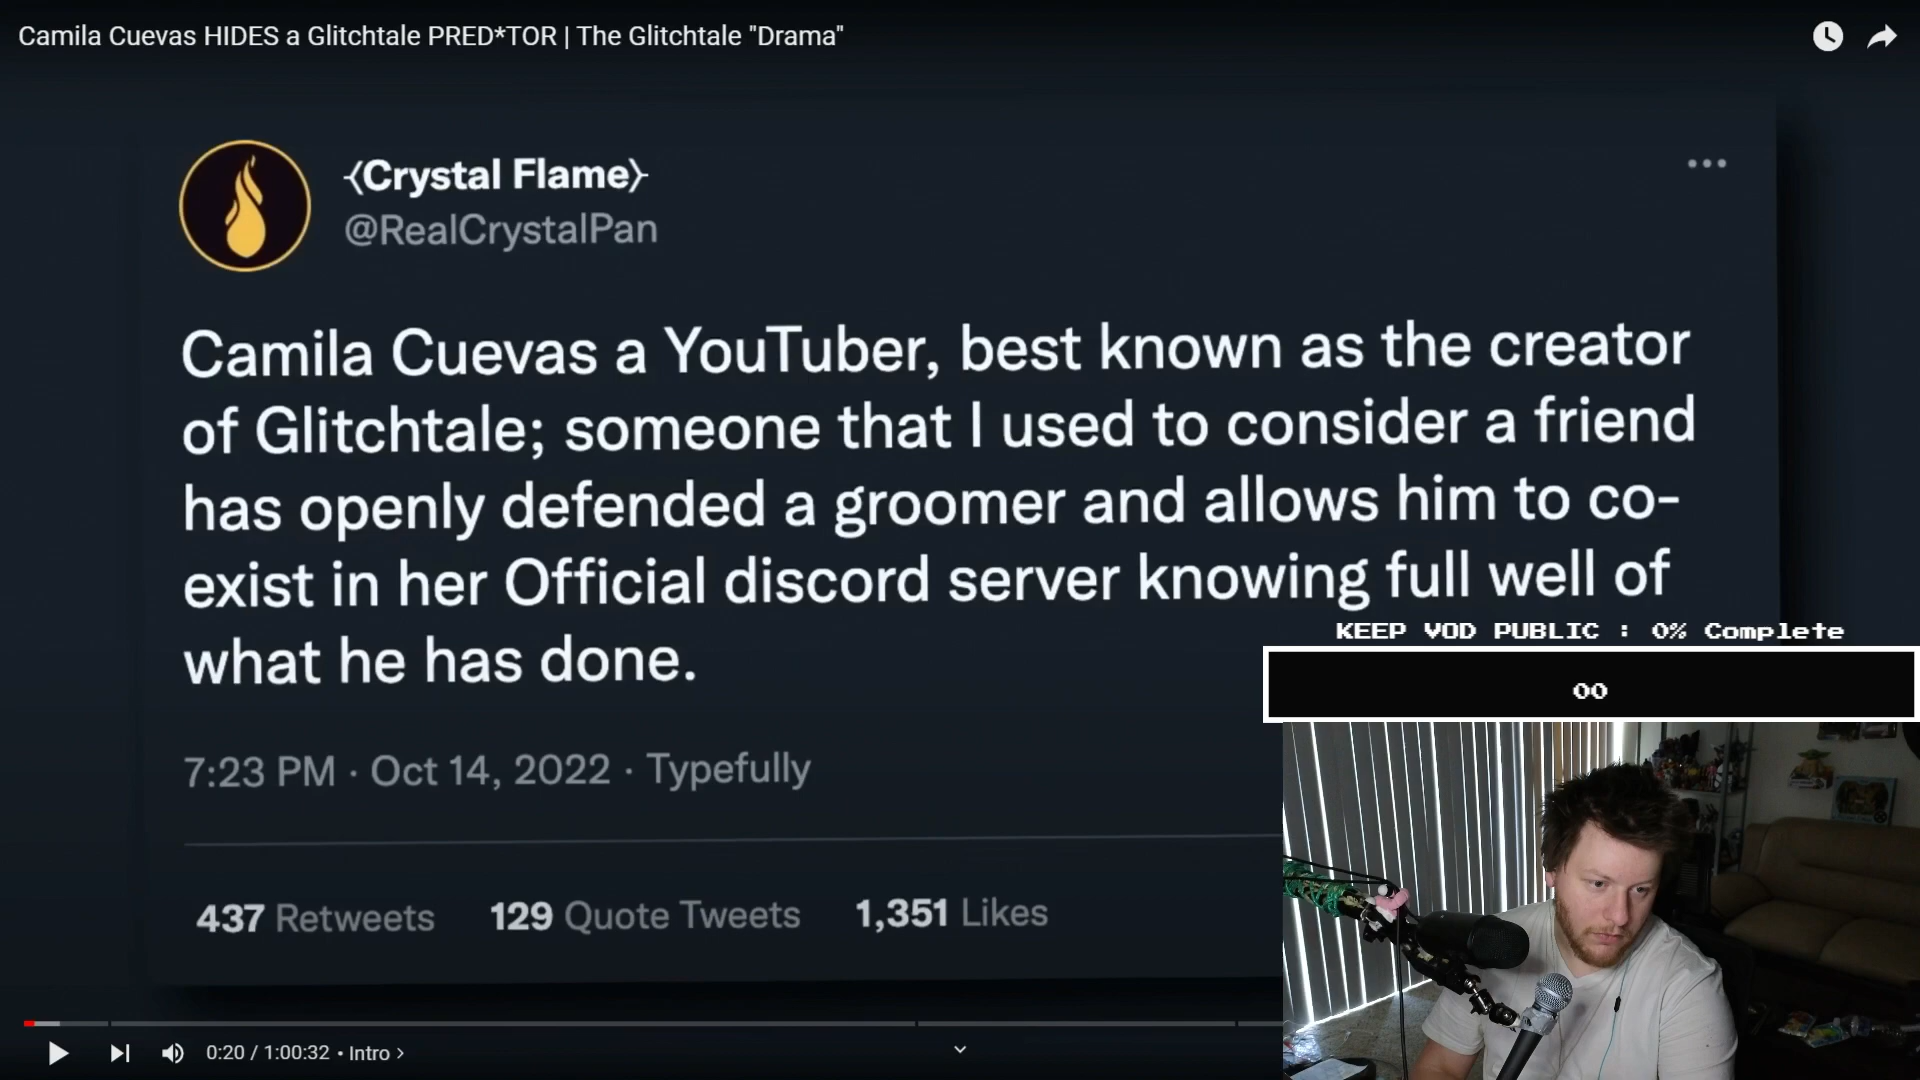 Camila Cuevas HIDES a Glitchtale PRED*TOR | The Glitchtale "Drama"
-<Crystal Flame>-
@RealCrystalPan
Camila Cuevas a YouTuber, best known as the creator
of Glitchtale; someone that I used to consider a friend
has openly defended a groomer and allows him to co-
exist in her Official discord server knowing full well of
what he has done.
KEEP VOD PUBLIC : 0% Complete
00
7:23 PM · Oct 14, 2022 · Typefully
437 Retweets 129 Quote Tweets 1,351 Likes
0:20 / 1:00:32 • Intro >